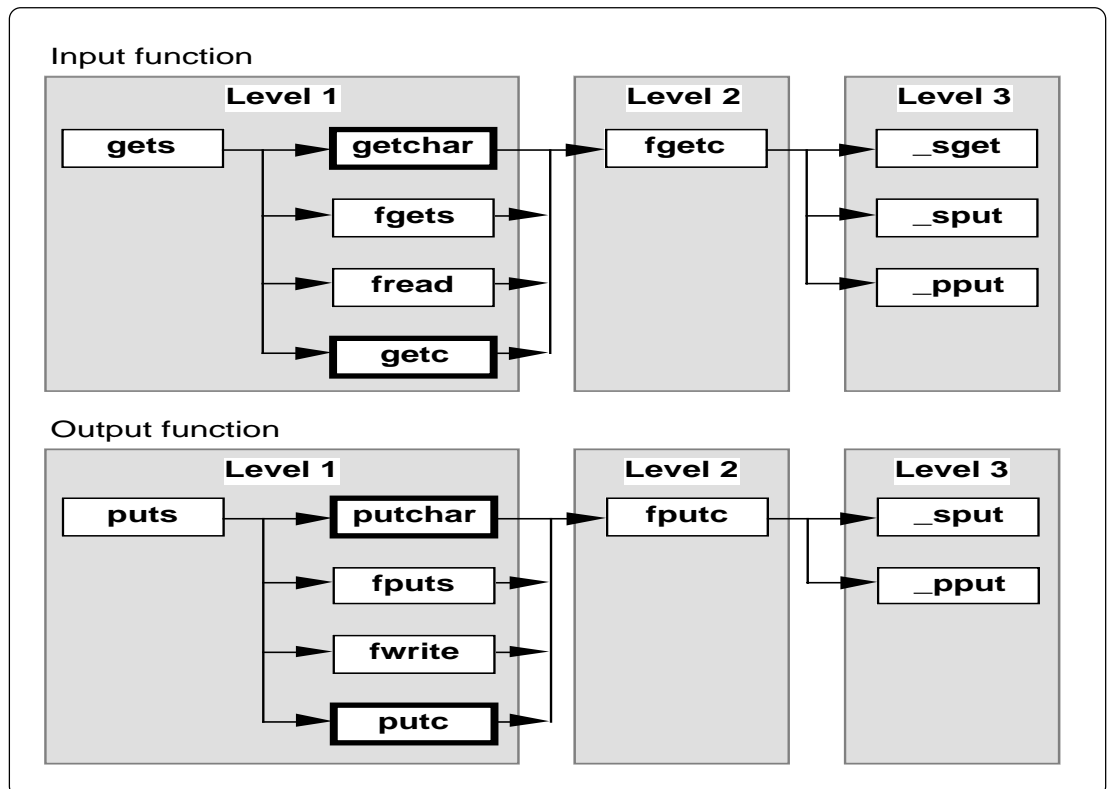 Input function
Level 1 Level 2 Level 3
gets getchar fgetc _sget
fgets _sput
fread _pput
getc
Output function
Level 1 Level 2 Level 3
puts putchar fputc _sput
fputs _pput
fwrite
putc